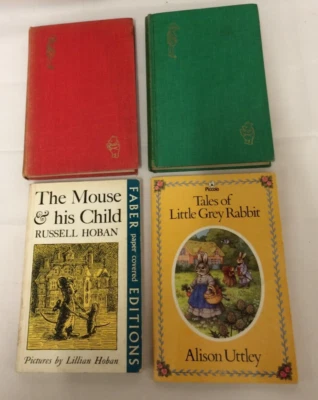 The Mouse
& his Child
RUSSELL HOBAN
Pictures by Lillian Hoban
FABER paper covered EDITIONS
Piccolo
Tales of
Little Grey Rabbit
Alison Uttley